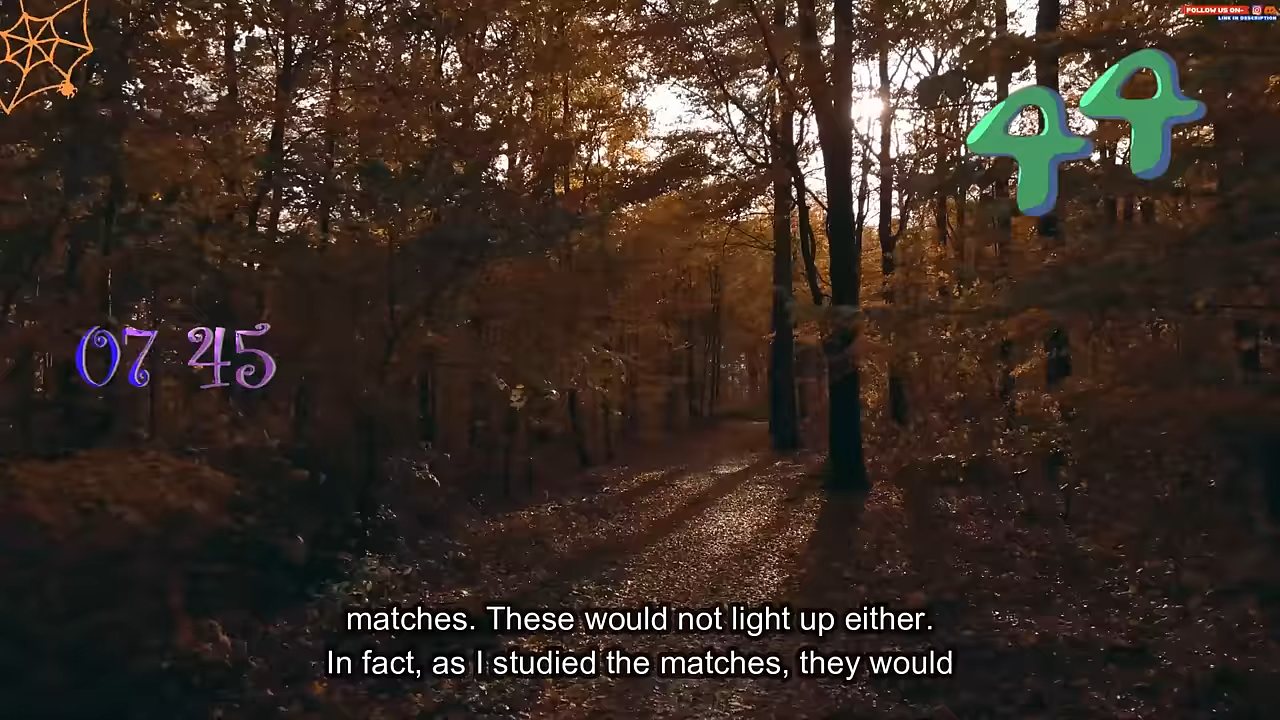 FOLLOW US ON-
LINK IN DESCRIPTION
44
07 45
matches. These would not light up either.
In fact, as I studied the matches, they would